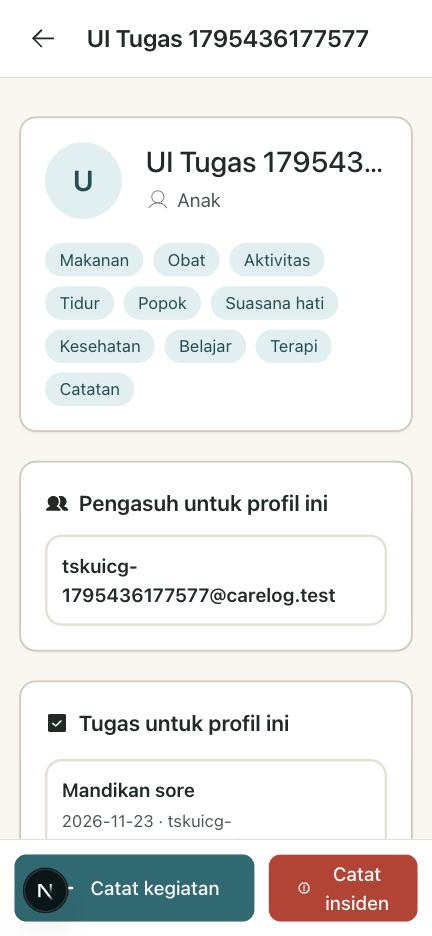 UI Tugas 1795436177577
U
UI Tugas 179543...
Anak
Makanan
Obat
Aktivitas
Tidur
Popok
Suasana hati
Kesehatan
Belajar
Terapi
Catatan
Pengasuh untuk profil ini
tskuicg-
1795436177577@carelog.test
Tugas untuk profil ini
Mandikan sore
2026-11-23 · tskuicg-
N
Catat kegiatan
Catat
insiden